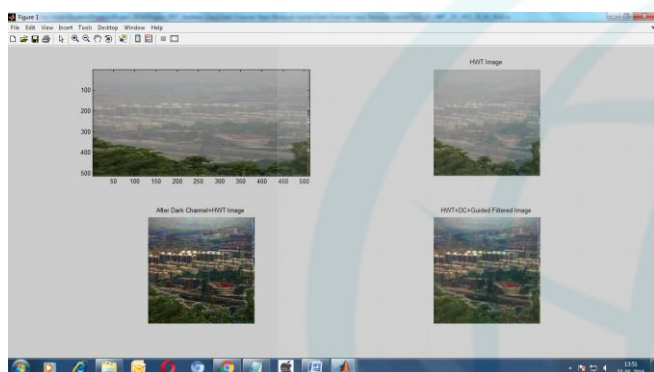 Figure 1
File Edit View Insert Tools Desktop Window Help
HWT Image
100
200
300
400
500
50 100 150 200 250 300 350 400 450 500
After Dark Channel+HWT Image
HWT+DC+Guided Filtered Image
13:51